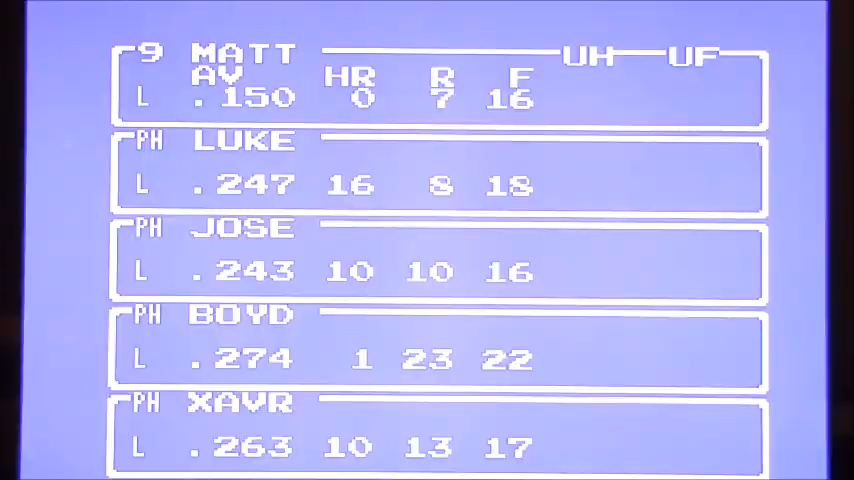 9 MATT UH UF
AV HR R F
L .150 0 7 16
PH LUKE
L .247 16 8 18
PH JOSE
L .243 10 10 16
PH BOYD
L .274 1 23 22
PH XAVR
L .263 10 13 17